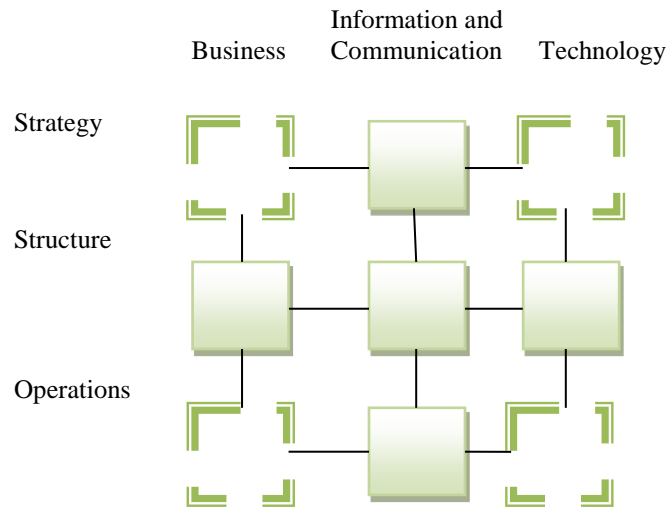 Information and
Business Communication Technology
Strategy
Structure
Operations